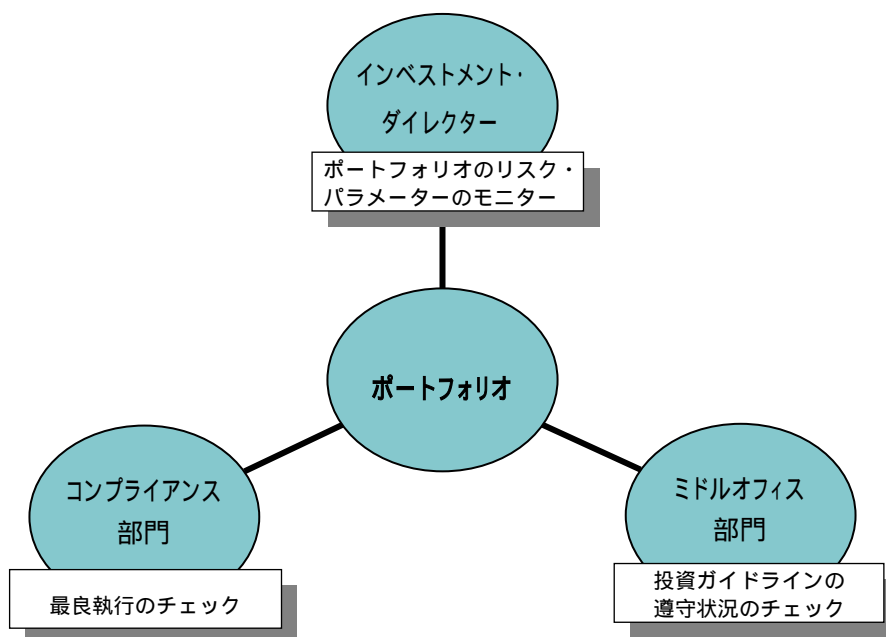 インベストメント・
ダイレクター
ポートフォリオのリスク・
パラメーターのモニター
ポートフォリオ
コンプライアンス
部門
最良執行のチェック
ミドルオフィス
部門
投資ガイドラインの
遵守状況のチェック